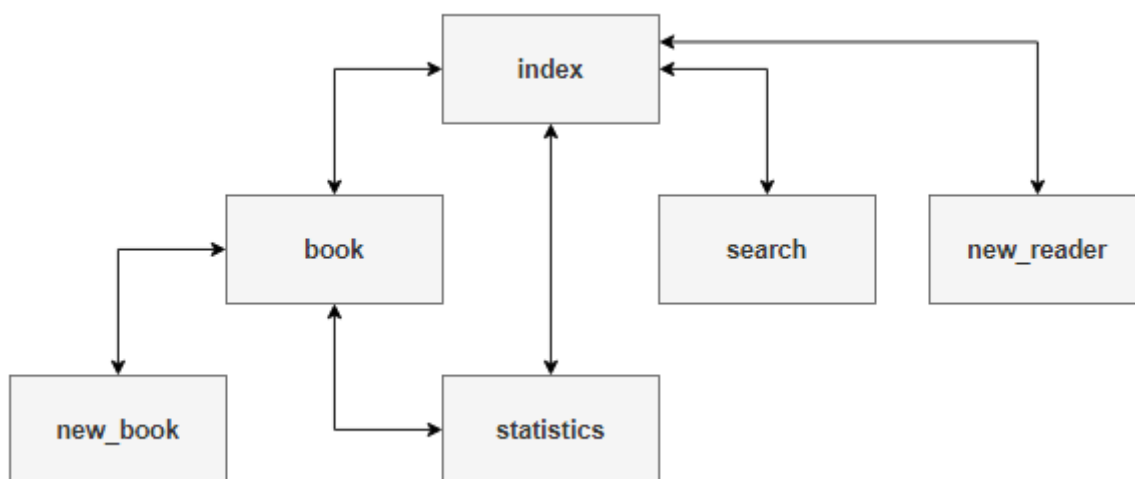 index
book
search
new_reader
new_book
statistics